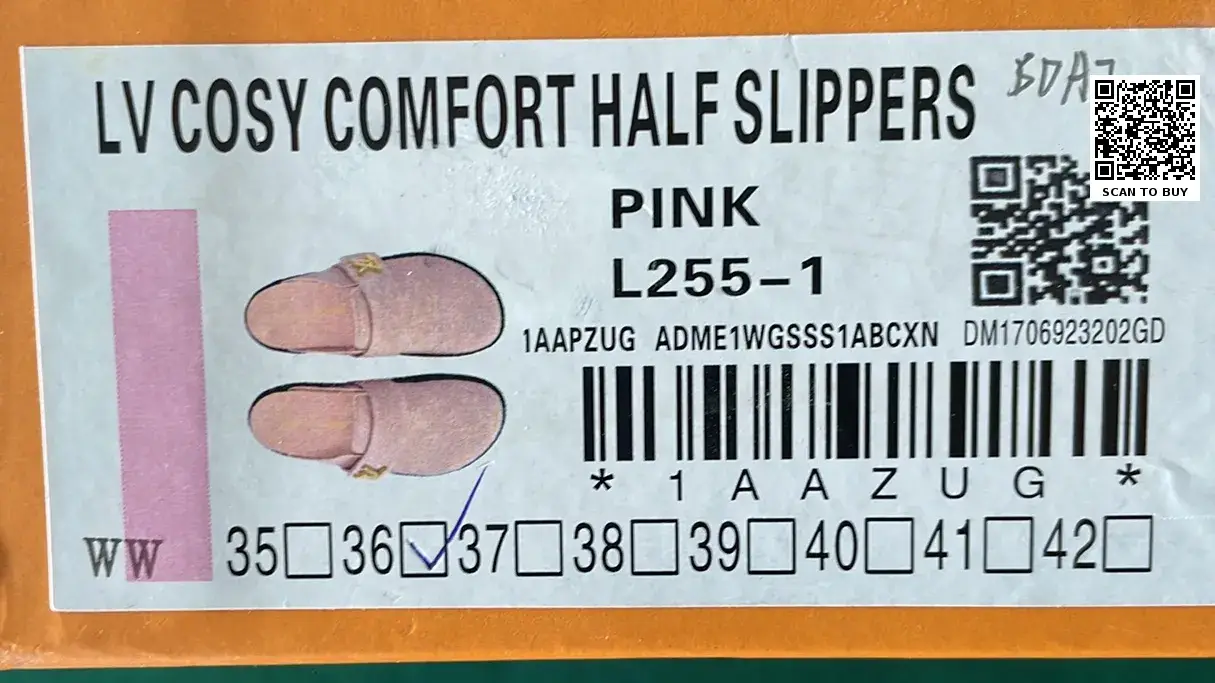 LV COSY COMFORT HALF SLIPPERS
SCAN TO BUY
PINK
L255-1
1AAPZUG ADME1WGSSS1ABCXN DM1706923202GD
* 1 A A Z U G *
WW 35 36 37 38 39 40 41 42